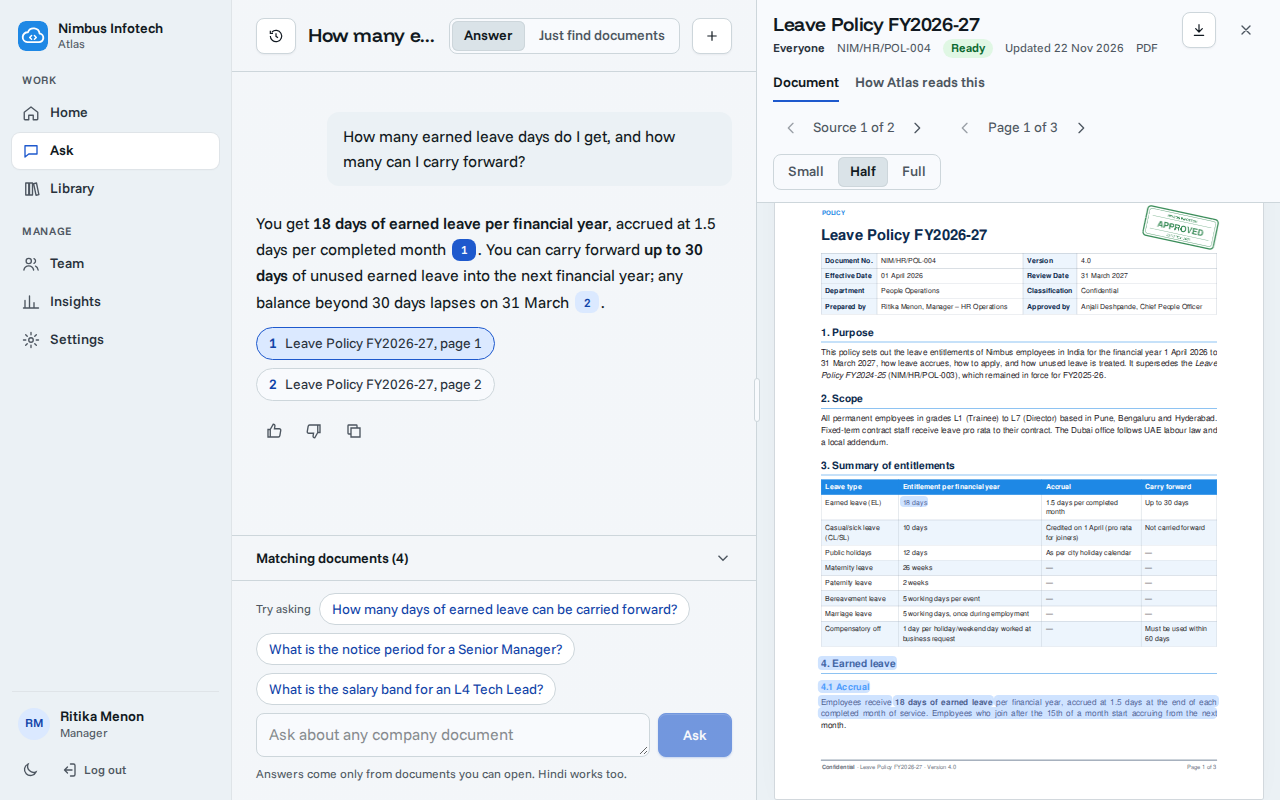 Nimbus Infotech
Atlas
WORK
Home
Ask
Library
MANAGE
Team
Insights
Settings
RM
Ritika Menon
Manager
Log out
How many e...
Answer
Just find documents
How many earned leave days do I get, and how
many can I carry forward?
You get 18 days of earned leave per financial year, accrued at 1.5
days per completed month 1 . You can carry forward up to 30
days of unused earned leave into the next financial year; any
balance beyond 30 days lapses on 31 March 2 .
1 Leave Policy FY2026-27, page 1
2 Leave Policy FY2026-27, page 2
Matching documents (4)
Try asking
How many days of earned leave can be carried forward?
What is the notice period for a Senior Manager?
What is the salary band for an L4 Tech Lead?
Ask about any company document
Ask
Answers come only from documents you can open. Hindi works too.
Leave Policy FY2026-27
Everyone NIM/HR/POL-004 Ready Updated 22 Nov 2026 PDF
Document
How Atlas reads this
Source 1 of 2
Page 1 of 3
Small
Half
Full
POLICY
APPROVED
Leave Policy FY2026-27
Document No. NIM/HR/POL-004 Version 4.0
Effective Date 01 April 2026 Review Date 31 March 2027
Department People Operations Classification Confidential
Prepared by Ritika Menon, Manager – HR Operations Approved by Anjali Deshpande, Chief People Officer
1. Purpose
This policy sets out the leave entitlements of Nimbus employees in India for the financial year 1 April 2026 to
31 March 2027, how leave accrues, how to apply, and how unused leave is treated. It supersedes the Leave
Policy FY2024-25 (NIM/HR/POL-003), which remained in force for FY2025-26.
2. Scope
All permanent employees in grades L1 (Trainee) to L7 (Director) based in Pune, Bengaluru and Hyderabad.
Fixed-term contract staff receive leave pro rata to their contract. The Dubai office follows UAE labour law and
a local addendum.
3. Summary of entitlements
Leave type Entitlement per financial year Accrual Carry forward
Earned leave (EL) 18 days 1.5 days per completed month Up to 30 days
Casual/sick leave (CL/SL) 10 days Credited on 1 April (pro rata for joiners) Not carried forward
Public holidays 12 days As per city holiday calendar —
Maternity leave 26 weeks — —
Paternity leave 2 weeks — —
Bereavement leave 5 working days per event — —
Marriage leave 5 working days, once during employment — —
Compensatory off 1 day per holiday/weekend day worked at business request — Must be used within 60 days
4. Earned leave
4.1 Accrual
Employees receive 18 days of earned leave per financial year, accrued at 1.5 days at the end of each
completed month of service. Employees who join after the 15th of a month start accruing from the next
month.
Confidential · Leave Policy FY2026-27 · Version 4.0
Page 1 of 3